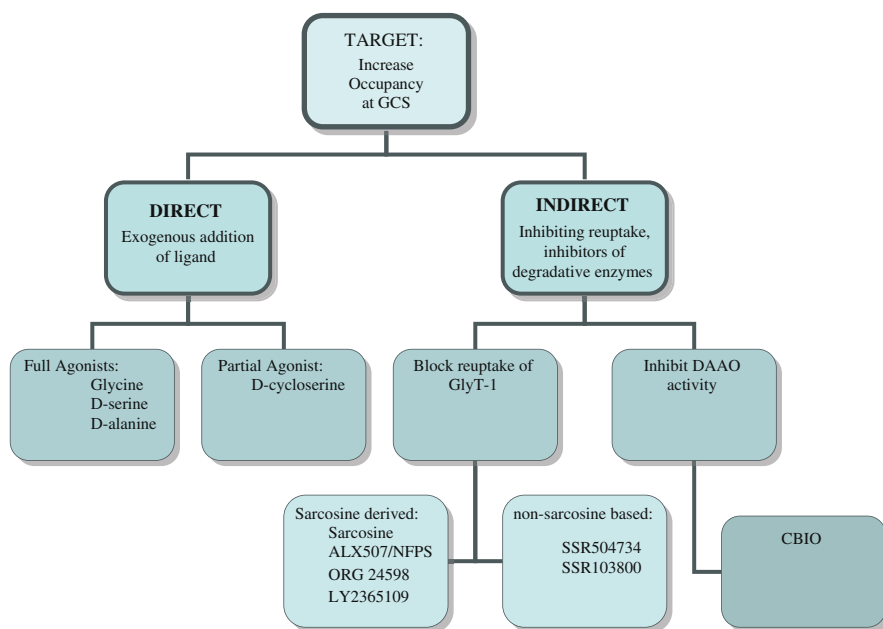 TARGET:
Increase
Occupancy
at GCS
DIRECT
Exogenous addition
of ligand
INDIRECT
Inhibiting reuptake,
inhibitors of
degradative enzymes
Full Agonists:
Glycine
D-serine
D-alanine
Partial Agonist:
D-cycloserine
Block reuptake of
GlyT-1
Inhibit DAAO
activity
Sarcosine derived:
Sarcosine
ALX507/NFPS
ORG 24598
LY2365109
non-sarcosine based:
SSR504734
SSR103800
CBIO